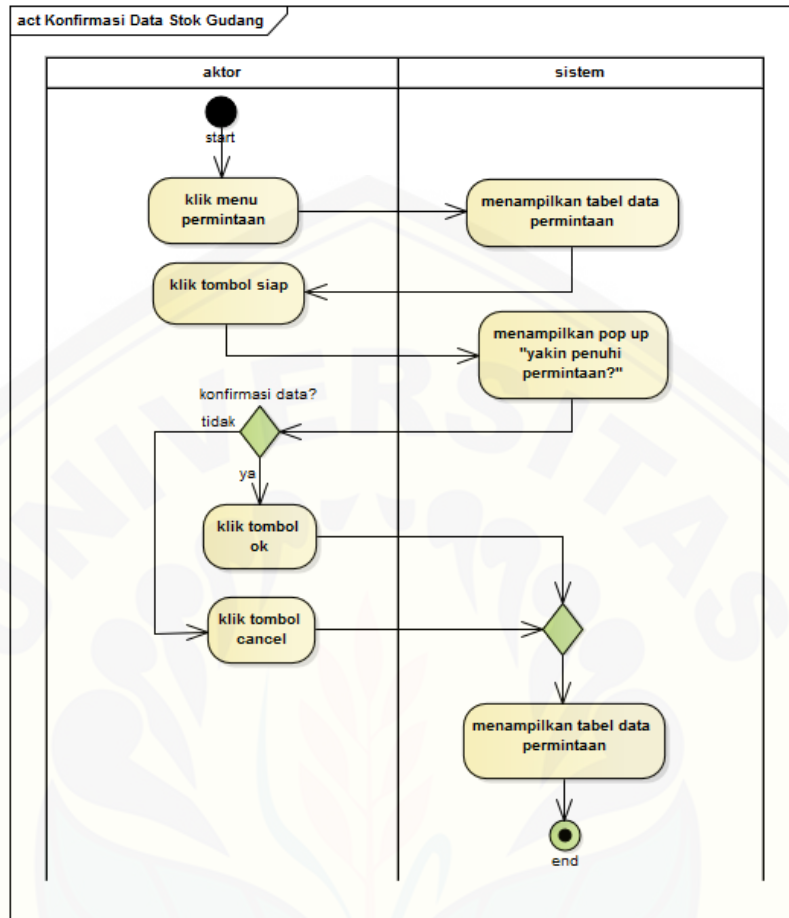 act Konfirmasi Data Stok Gudang
aktor
sistem
start
klik menu
permintaan
menampilkan tabel data
permintaan
klik tombol siap
menampilkan pop up
"yakin penuhi
permintaan?"
konfirmasi data?
tidak
ya
klik tombol
ok
klik tombol
cancel
menampilkan tabel data
permintaan
end
UNIVERSITAS